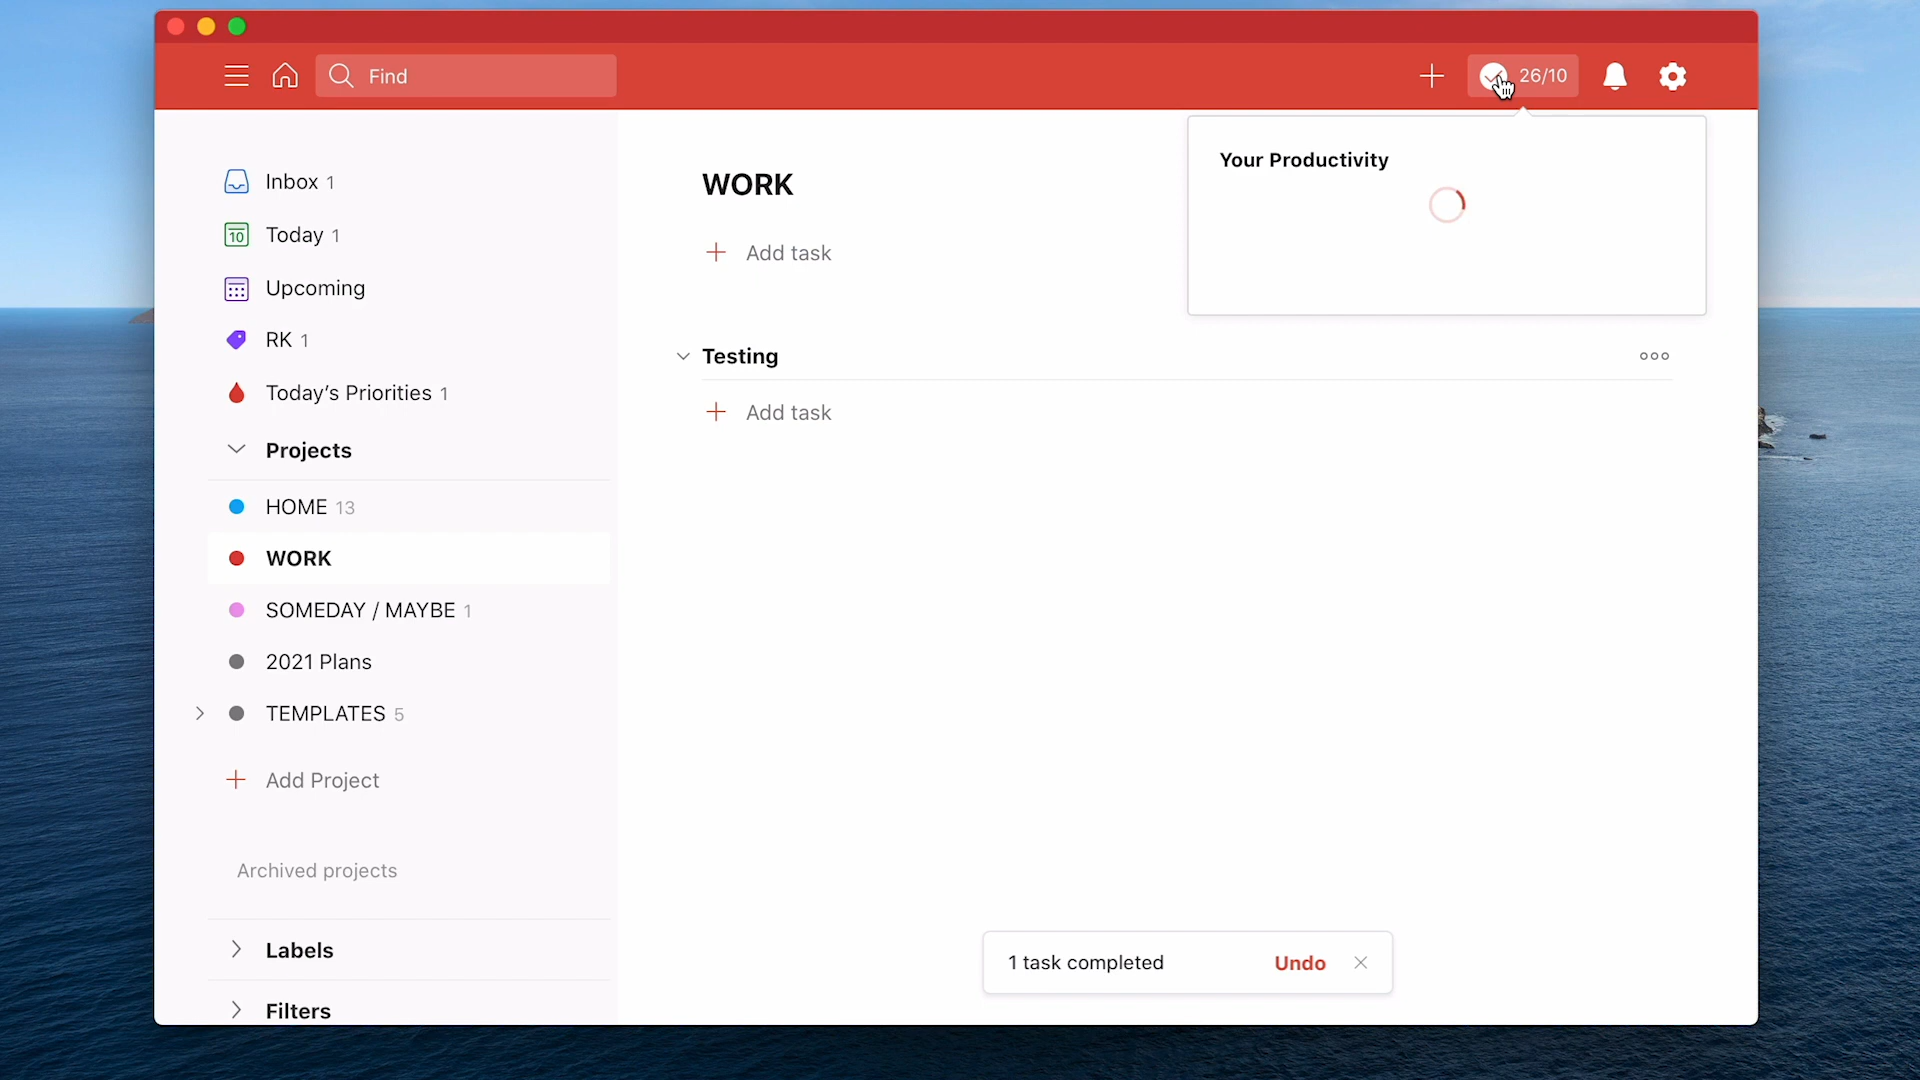 Find
26/10
Your Productivity
Inbox 1
10
Today 1
Upcoming
RK 1
Today's Priorities 1
Projects
HOME 13
WORK
SOMEDAY / MAYBE 1
2021 Plans
TEMPLATES 5
Add Project
Archived projects
Labels
Filters
WORK
Add task
Testing
Add task
1 task completed
Undo